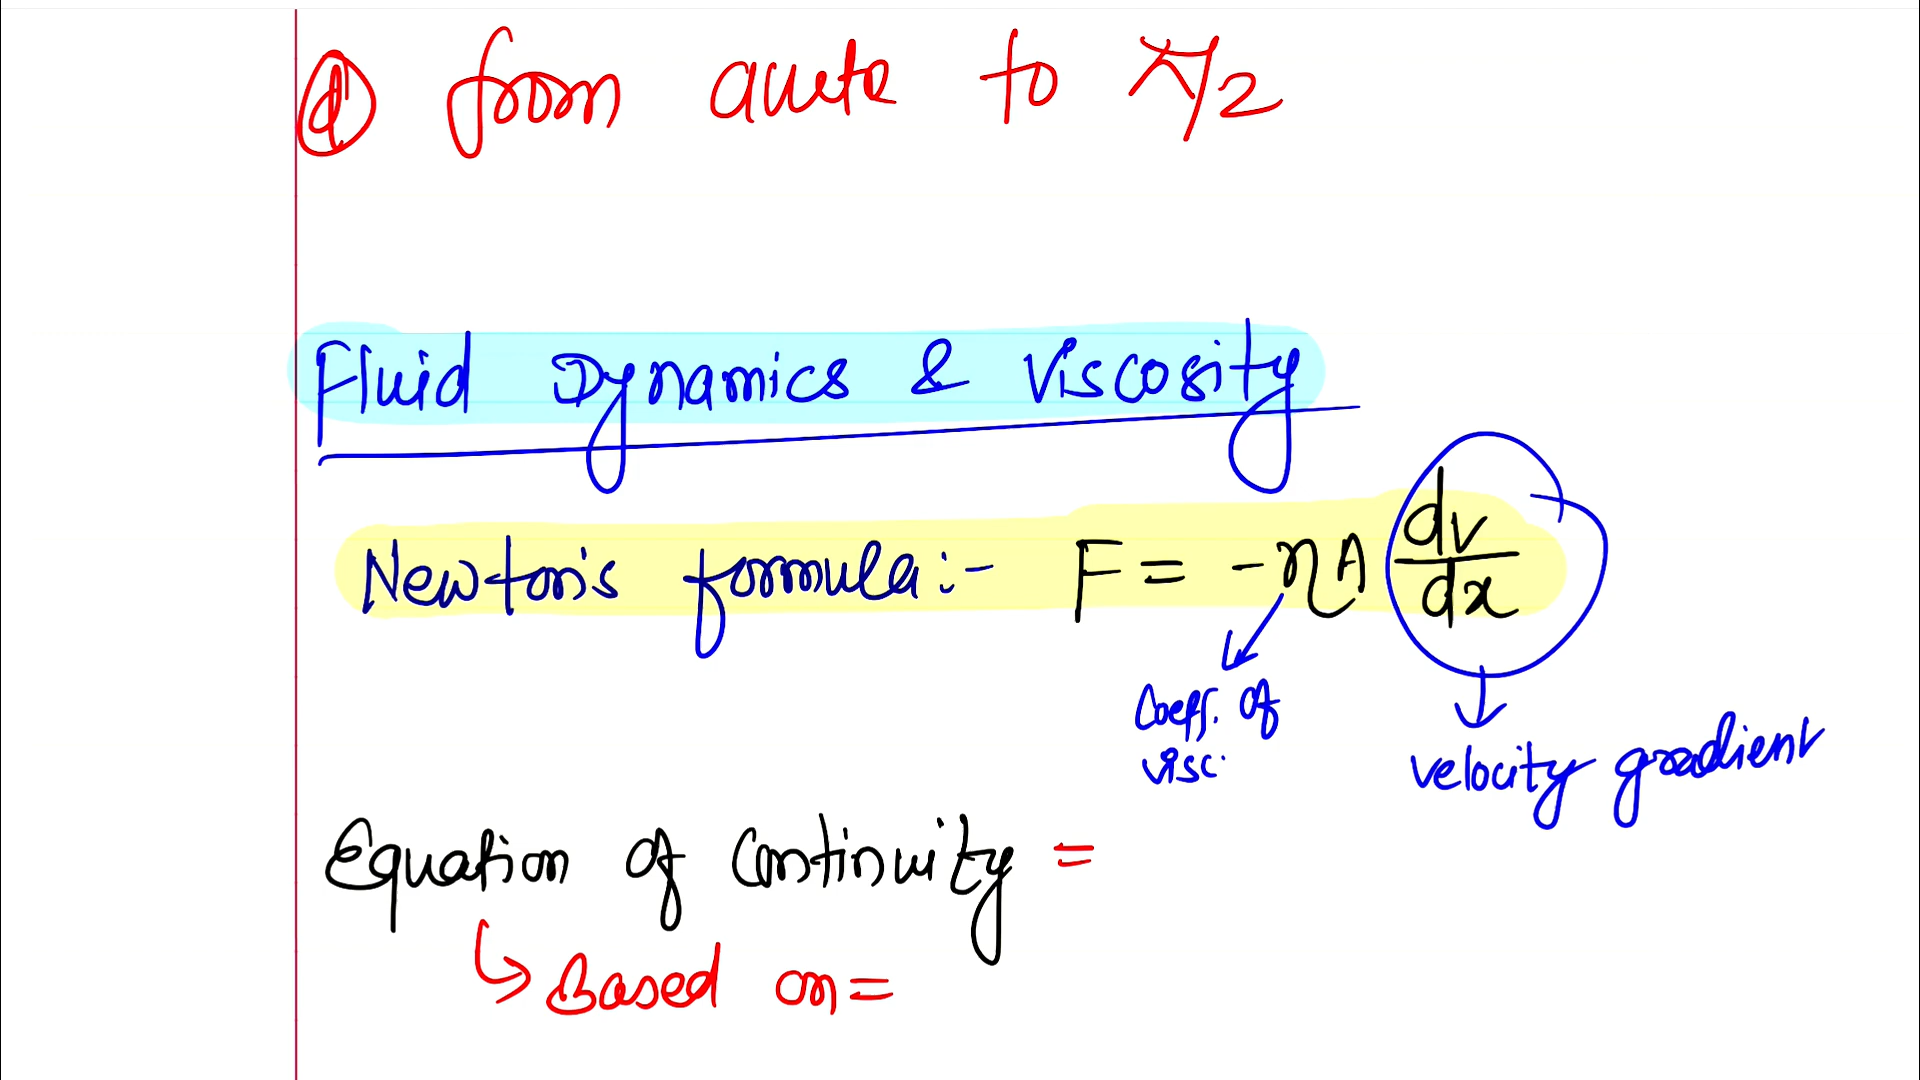 (d) from acute to π/2
Fluid Dynamics & Viscosity
Newton's formula:- F = -ηA dv/dx
Coeff. of
visc.
velocity gradient
Equation of Continuity =
↳ Based on=